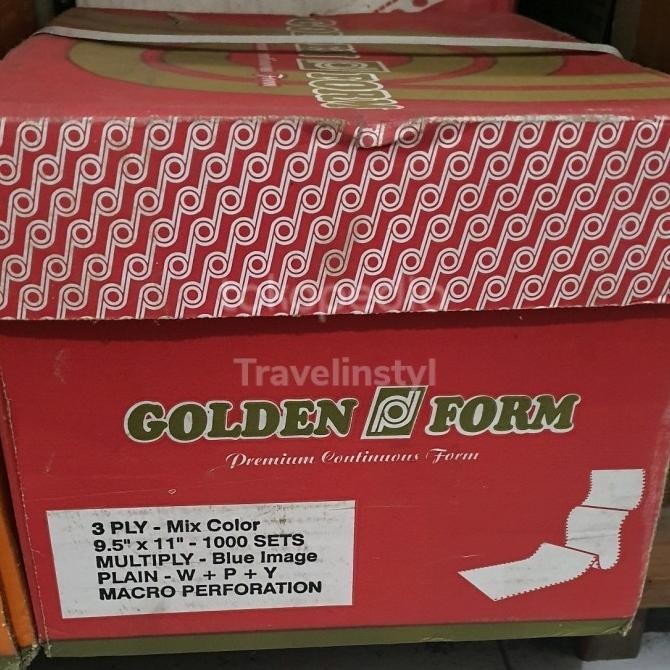 tokopedia
Travelinstyl
GOLDEN FORM
Premium Continuous Form
3 PLY - Mix Color
9.5" x 11" - 1000 SETS
MULTIPLY - Blue Image
PLAIN - W + P + Y
MACRO PERFORATION